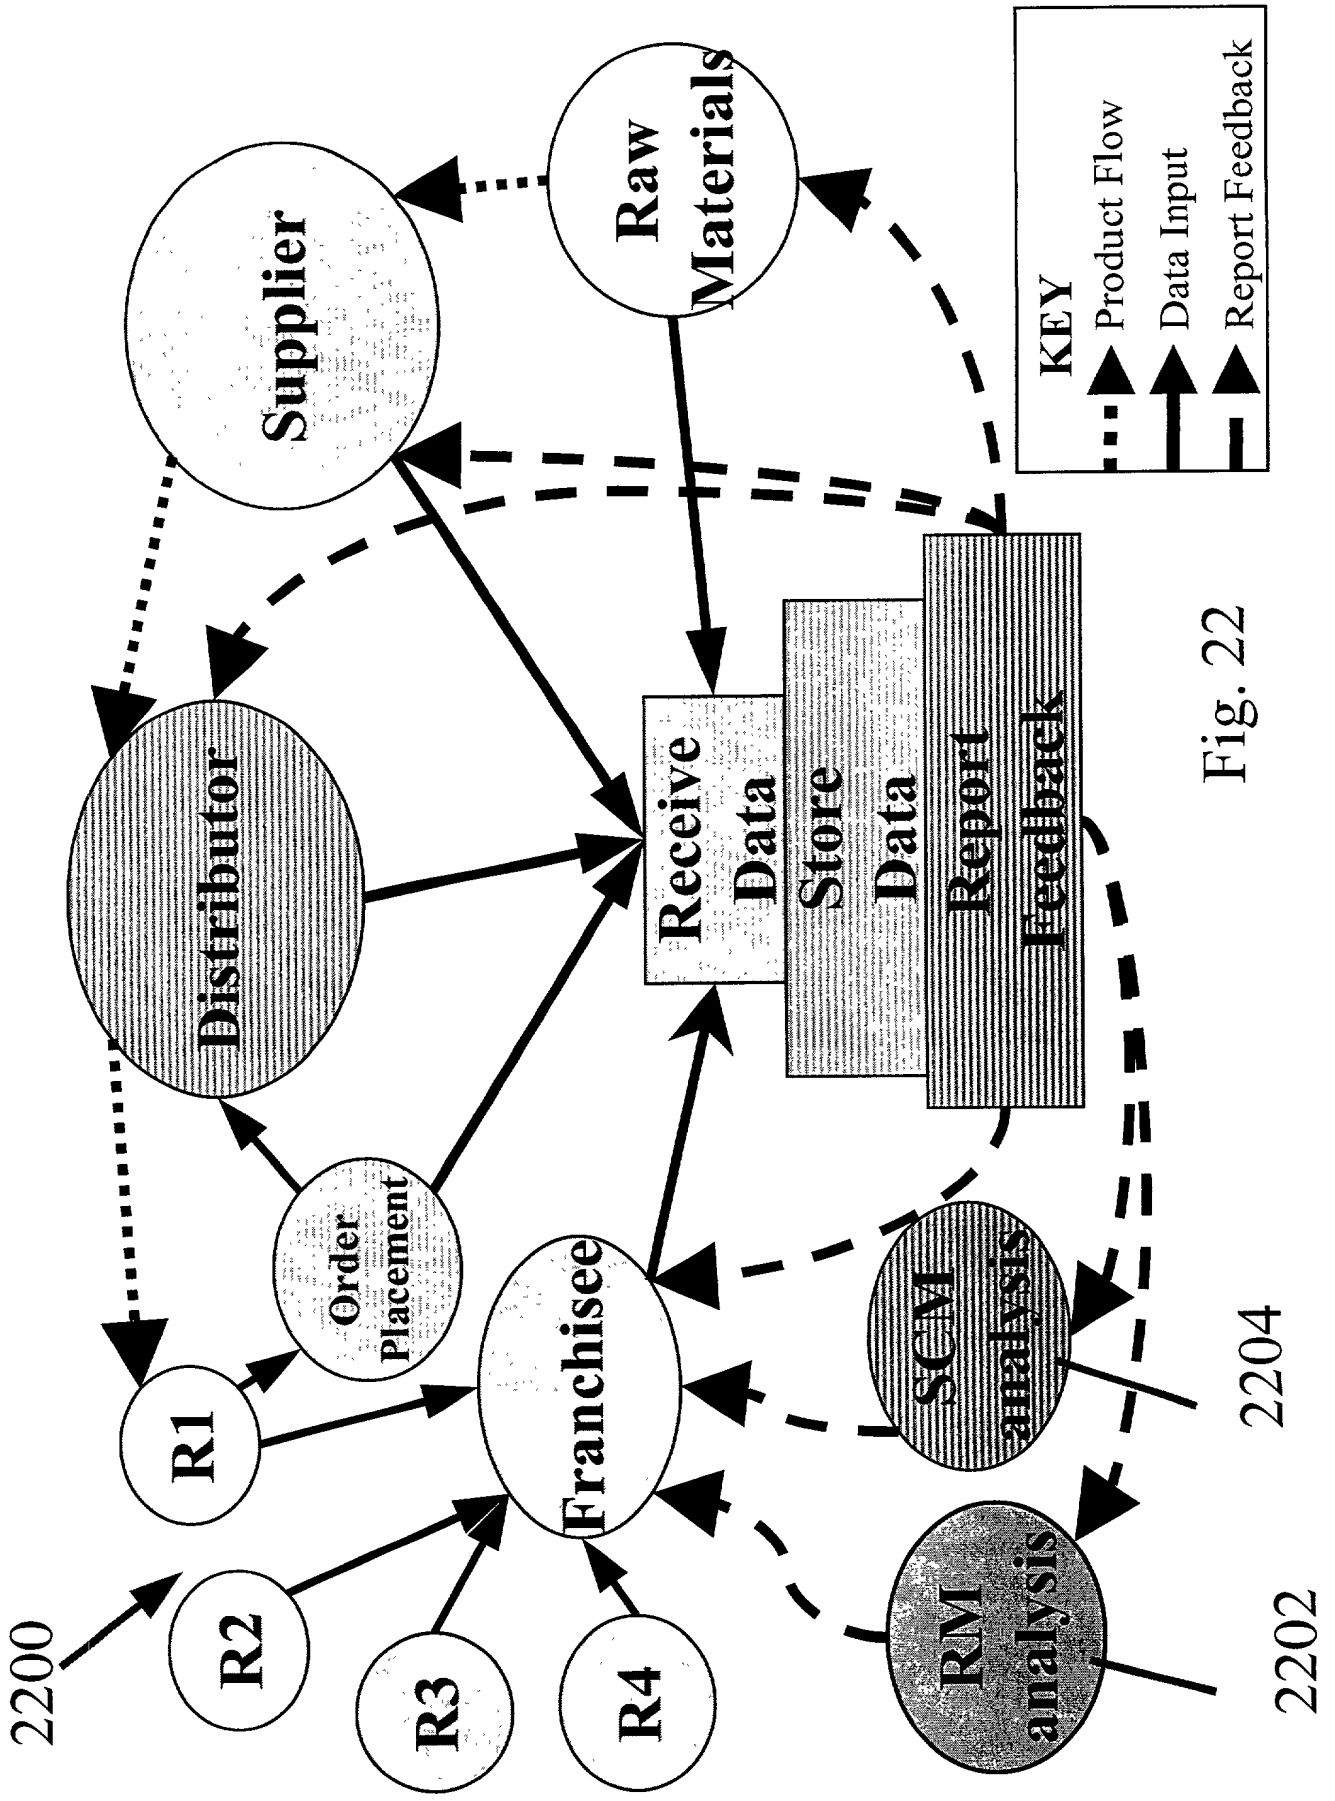 2200
R1
R2
R3
R4
Order
Placement
Distributor
Supplier
Franchisee
Receive
Data
Store
Data
Report
Feedback
Raw
Materials
RM
analysis
SCM
analysis
2202
2204
KEY
Product Flow
Data Input
Report Feedback
Fig. 22